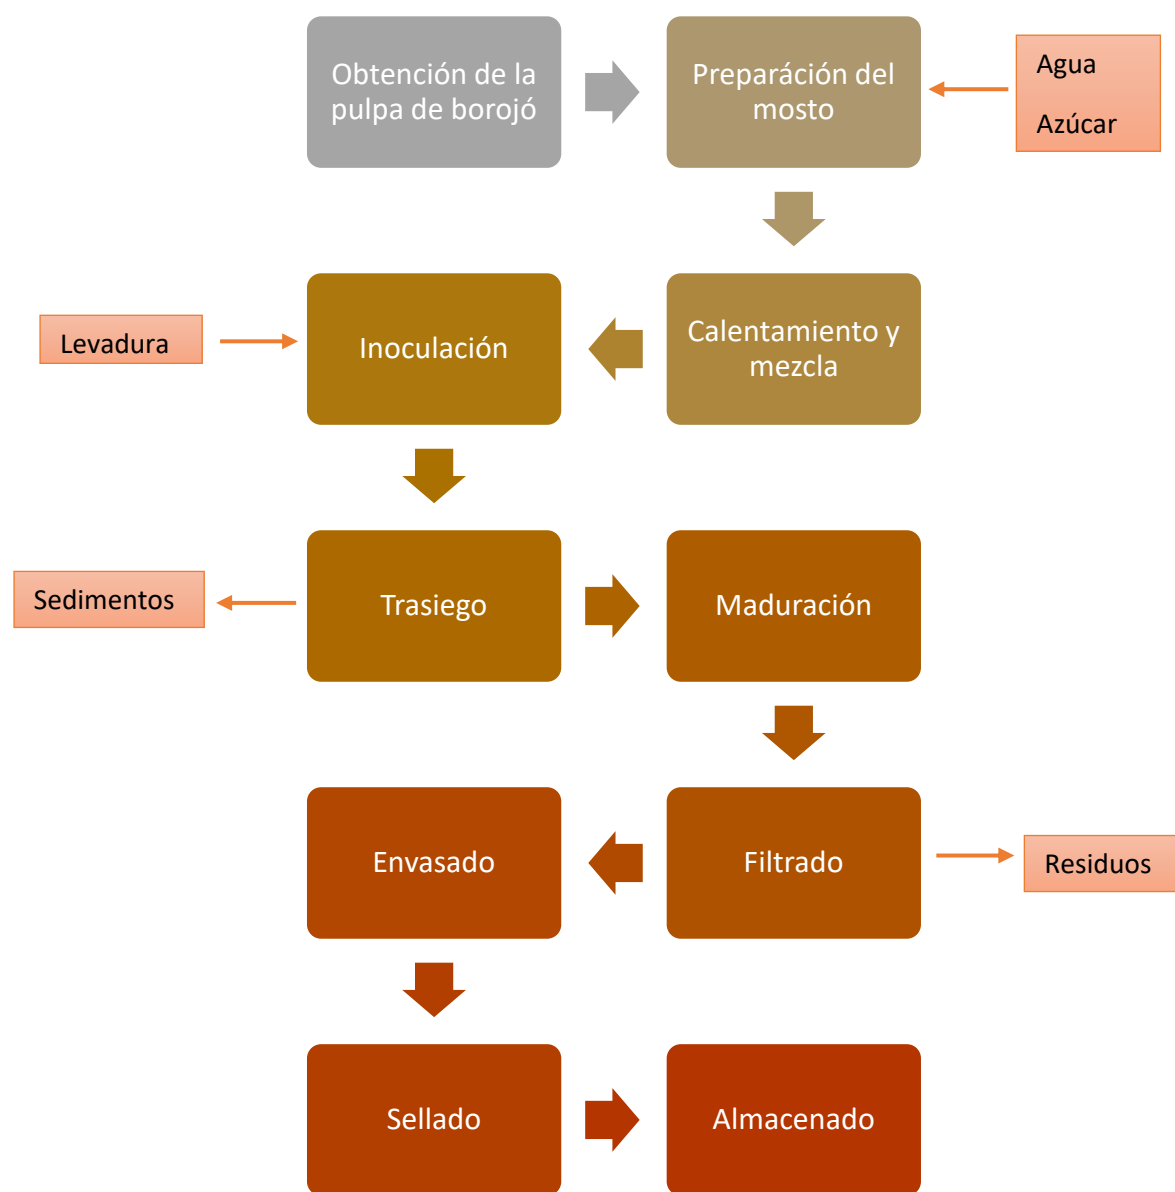 Obtención de la
pulpa de borojó
Preparáción del
mosto
Agua
Azúcar
Levadura
Inoculación
Calentamiento y
mezcla
Sedimentos
Trasiego
Maduración
Envasado
Filtrado
Residuos
Sellado
Almacenado